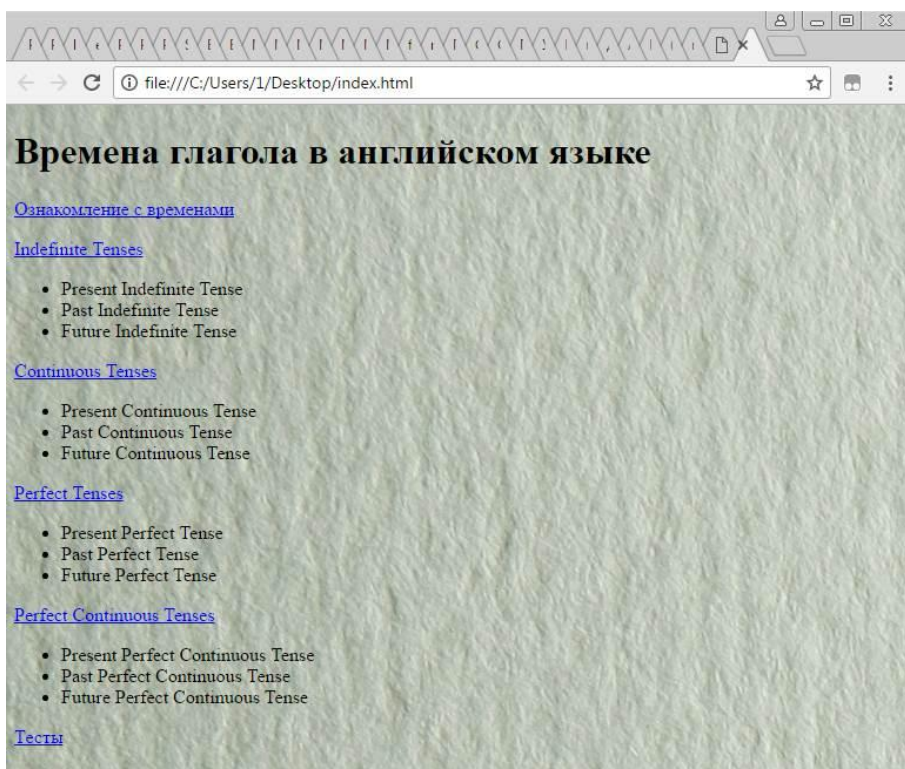 file:///C:/Users/1/Desktop/index.html
Времена глагола в английском языке
Ознакомление с временами
Indefinite Tenses
Present Indefinite Tense
Past Indefinite Tense
Future Indefinite Tense
Continuous Tenses
Present Continuous Tense
Past Continuous Tense
Future Continuous Tense
Perfect Tenses
Present Perfect Tense
Past Perfect Tense
Future Perfect Tense
Perfect Continuous Tenses
Present Perfect Continuous Tense
Past Perfect Continuous Tense
Future Perfect Continuous Tense
Тесты